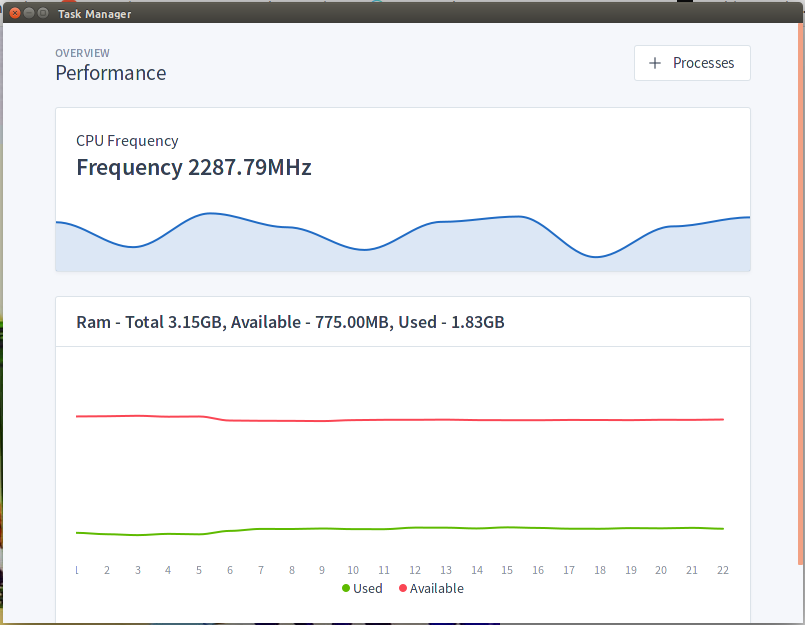 Task Manager
OVERVIEW
Performance
+ Processes
CPU Frequency
Frequency 2287.79MHz
Ram - Total 3.15GB, Available - 775.00MB, Used - 1.83GB
1 2 3 4 5 6 7 8 9 10 11 12 13 14 15 16 17 18 19 20 21 22
Used Available